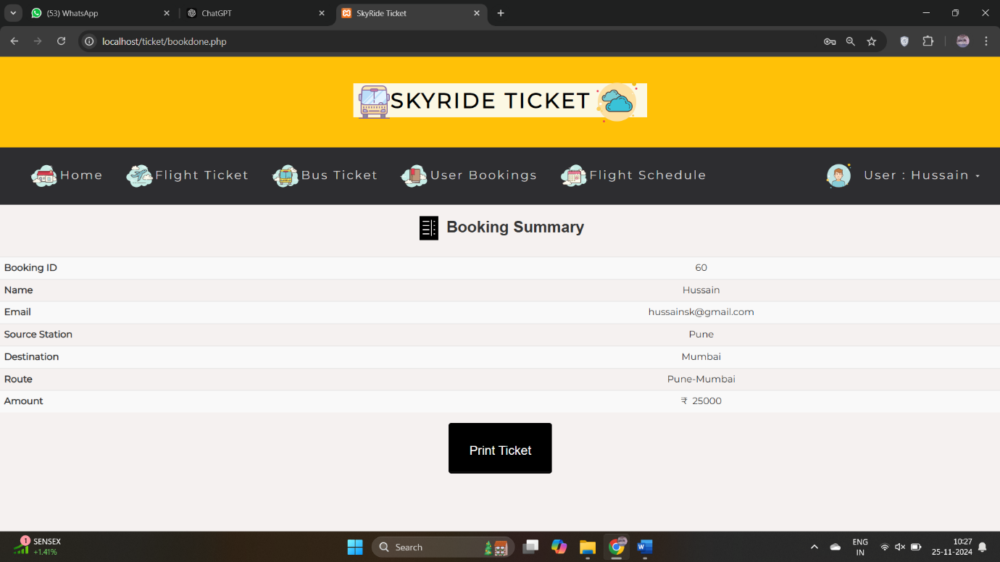 (53) WhatsApp
ChatGPT
SkyRide Ticket
localhost/ticket/bookdone.php
SKYRIDE TICKET
Home Flight Ticket Bus Ticket User Bookings Flight Schedule User : Hussain
Booking Summary
Booking ID 60
Name Hussain
Email hussainsk@gmail.com
Source Station Pune
Destination Mumbai
Route Pune-Mumbai
Amount ₹ 25000
Print Ticket
1 SENSEX
+1.41%
Search
ENG
IN
10:27
25-11-2024